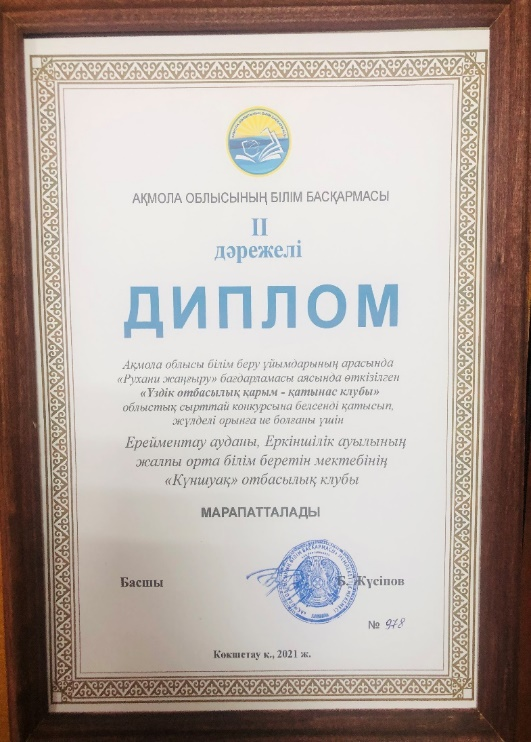 АҚМОЛА ОБЛЫСЫНЫҢ БІЛІМ БАСҚАРМАСЫ
II
дәрежелі
ДИПЛОМ
Ақмола облысы білім беру ұйымдарының арасында
«Рухани жаңғыру» бағдарламасы аясында өткізілген
«Үздік отбасылық қарым - қатынас клубы»
облыстық сырттай конкурсына белсенді қатысып,
жүлделі орынға ие болғаны үшін
Ерейментау ауданы, Еркіншілік ауылының
жалпы орта білім беретін мектебінің
«Күншуақ» отбасылық клубы
МАРАПАТТАЛАДЫ
Басшы Б. Жүсіпов
№ 978
Көкшетау қ., 2021 ж.